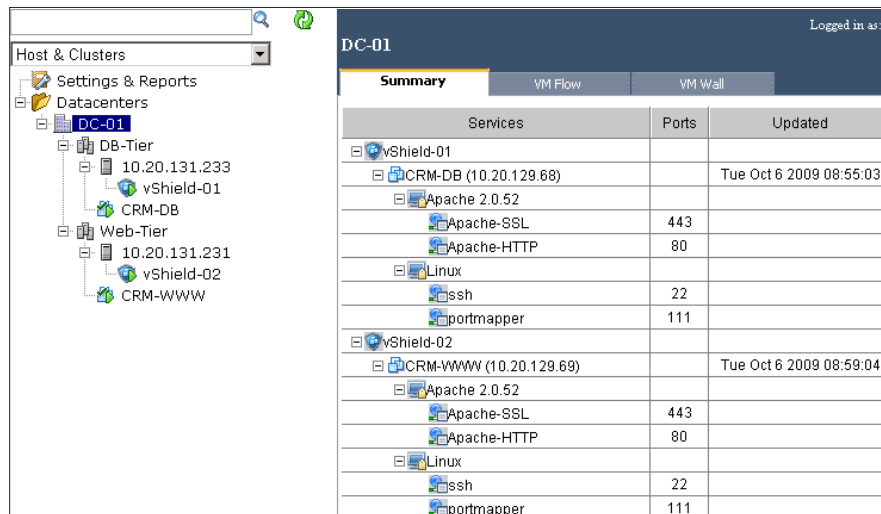 Host & Clusters
Settings & Reports
Datacenters
DC-01
DB-Tier
10.20.131.233
vShield-01
CRM-DB
Web-Tier
10.20.131.231
vShield-02
CRM-WWW
Logged in as:
DC-01
Summary VM Flow VM Wall
Services Ports Updated
vShield-01
CRM-DB (10.20.129.68) Tue Oct 6 2009 08:55:03
Apache 2.0.52
Apache-SSL 443
Apache-HTTP 80
Linux
ssh 22
portmapper 111
vShield-02
CRM-WWW (10.20.129.69) Tue Oct 6 2009 08:59:04
Apache 2.0.52
Apache-SSL 443
Apache-HTTP 80
Linux
ssh 22
portmapper 111